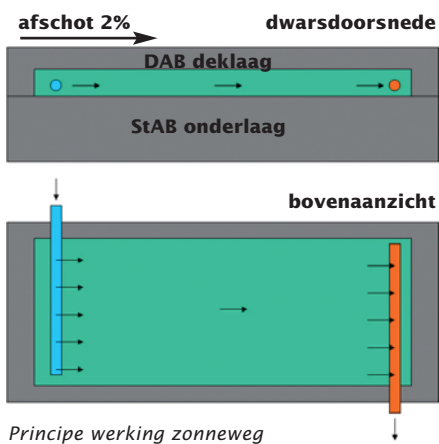 afschot 2% dwarsdoorsnede
DAB deklaag
StAB onderlaag
bovenaanzicht
Principe werking zonneweg